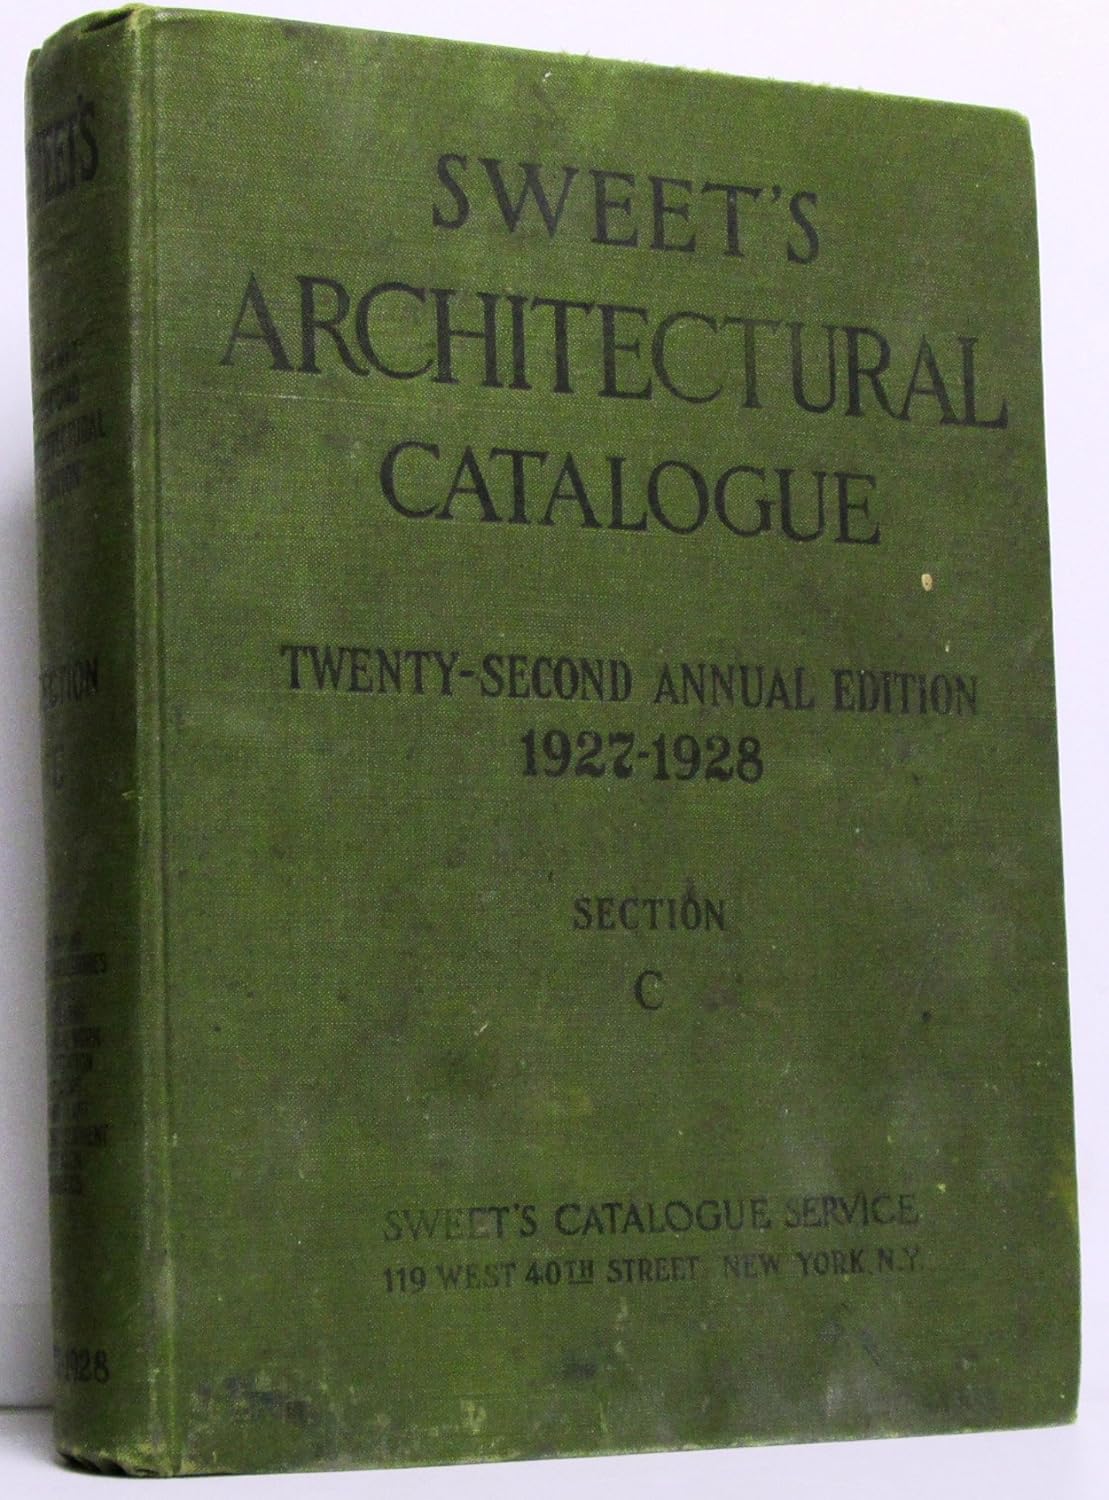 SWEET'S
ARCHITECTURAL
CATALOGUE
TWENTY-SECOND ANNUAL EDITION
1927-1928
SECTION
C
SWEET'S CATALOGUE SERVICE
119 WEST 40TH STREET NEW YORK, N.Y.
C
1928